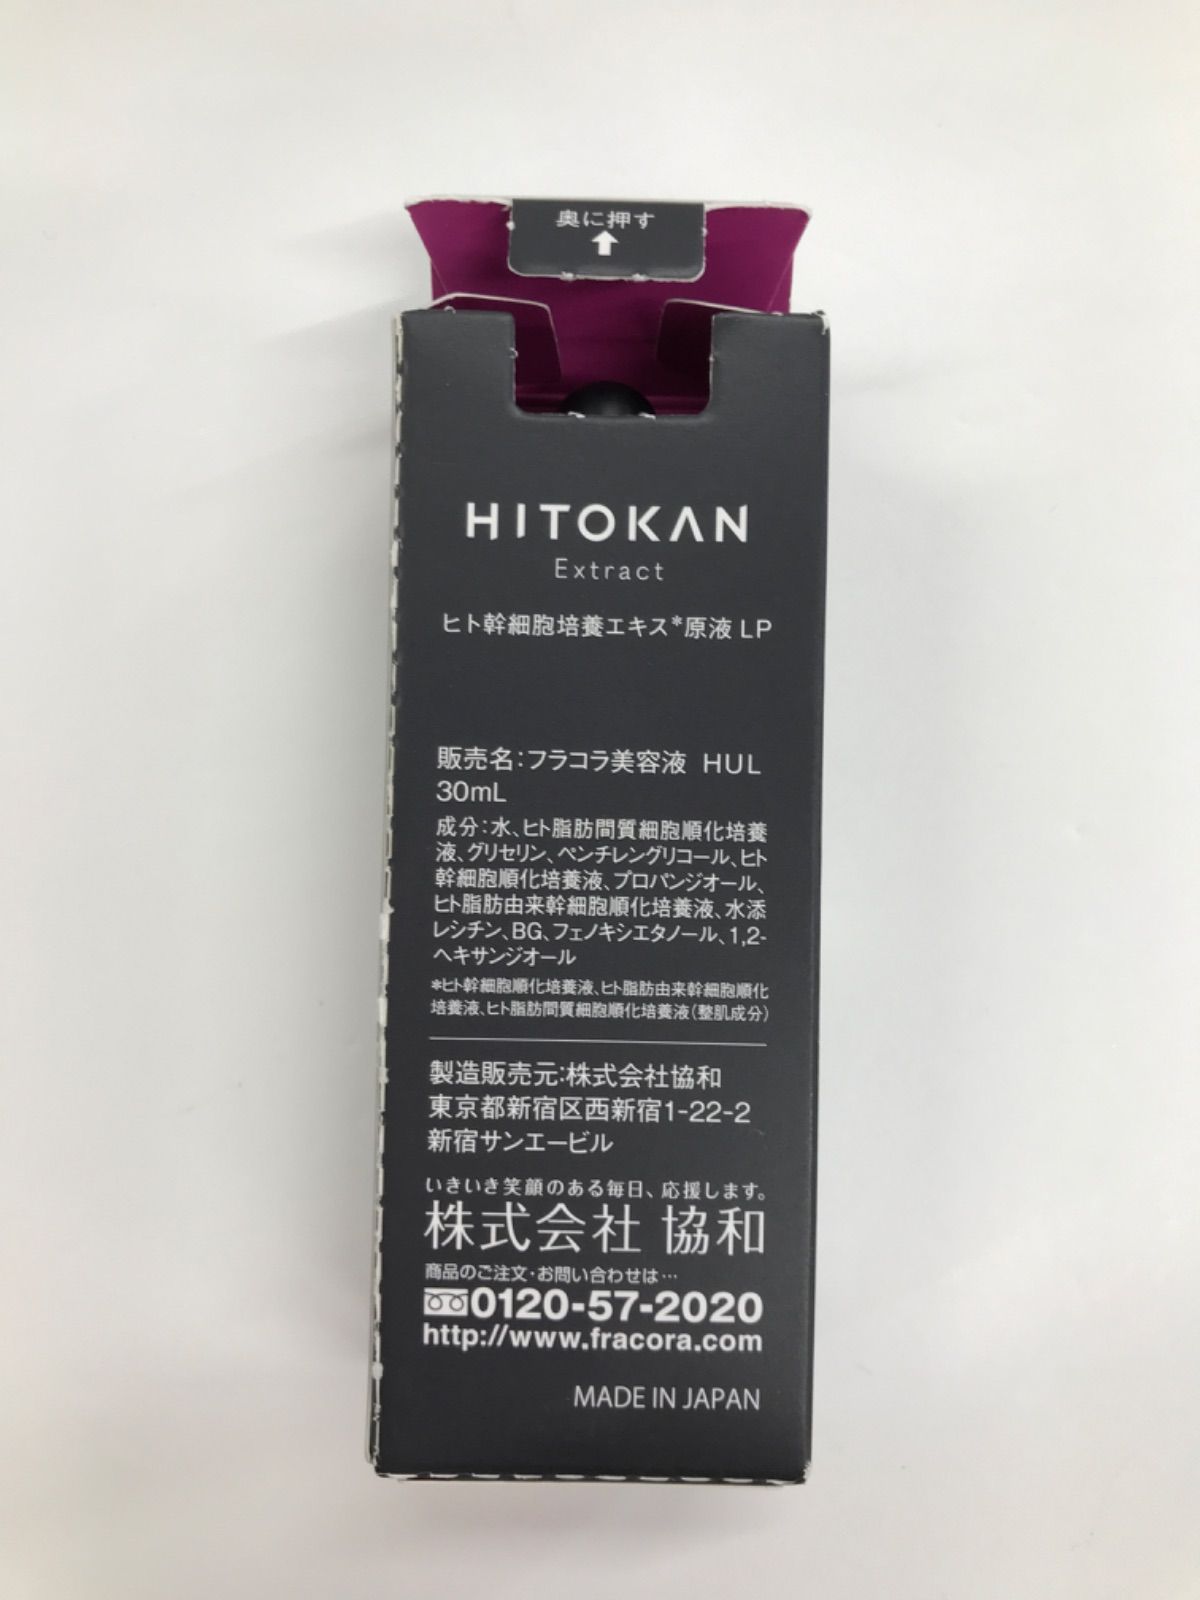 奥に押す
HITOKAN
Extract
ヒト幹細胞培養エキス*原液 LP
販売名：フラコラ美容液 HUL
30mL
成分：水、ヒト脂肪間質細胞順化培養
液、グリセリン、ペンチレングリコール、ヒト
幹細胞順化培養液、プロパンジオール、
ヒト脂肪由来幹細胞順化培養液、水添
レシチン、BG、フェノキシエタノール、1,2-
ヘキサンジオール
*ヒト幹細胞順化培養液、ヒト脂肪由来幹細胞順化
培養液、ヒト脂肪間質細胞順化培養液（整肌成分）
製造販売元：株式会社協和
東京都新宿区西新宿1-22-2
新宿サンエービル
いきいき笑顔のある毎日、応援します。
株式会社 協和
商品のご注文・お問い合わせは…
0120-57-2020
http://www.fracora.com
MADE IN JAPAN